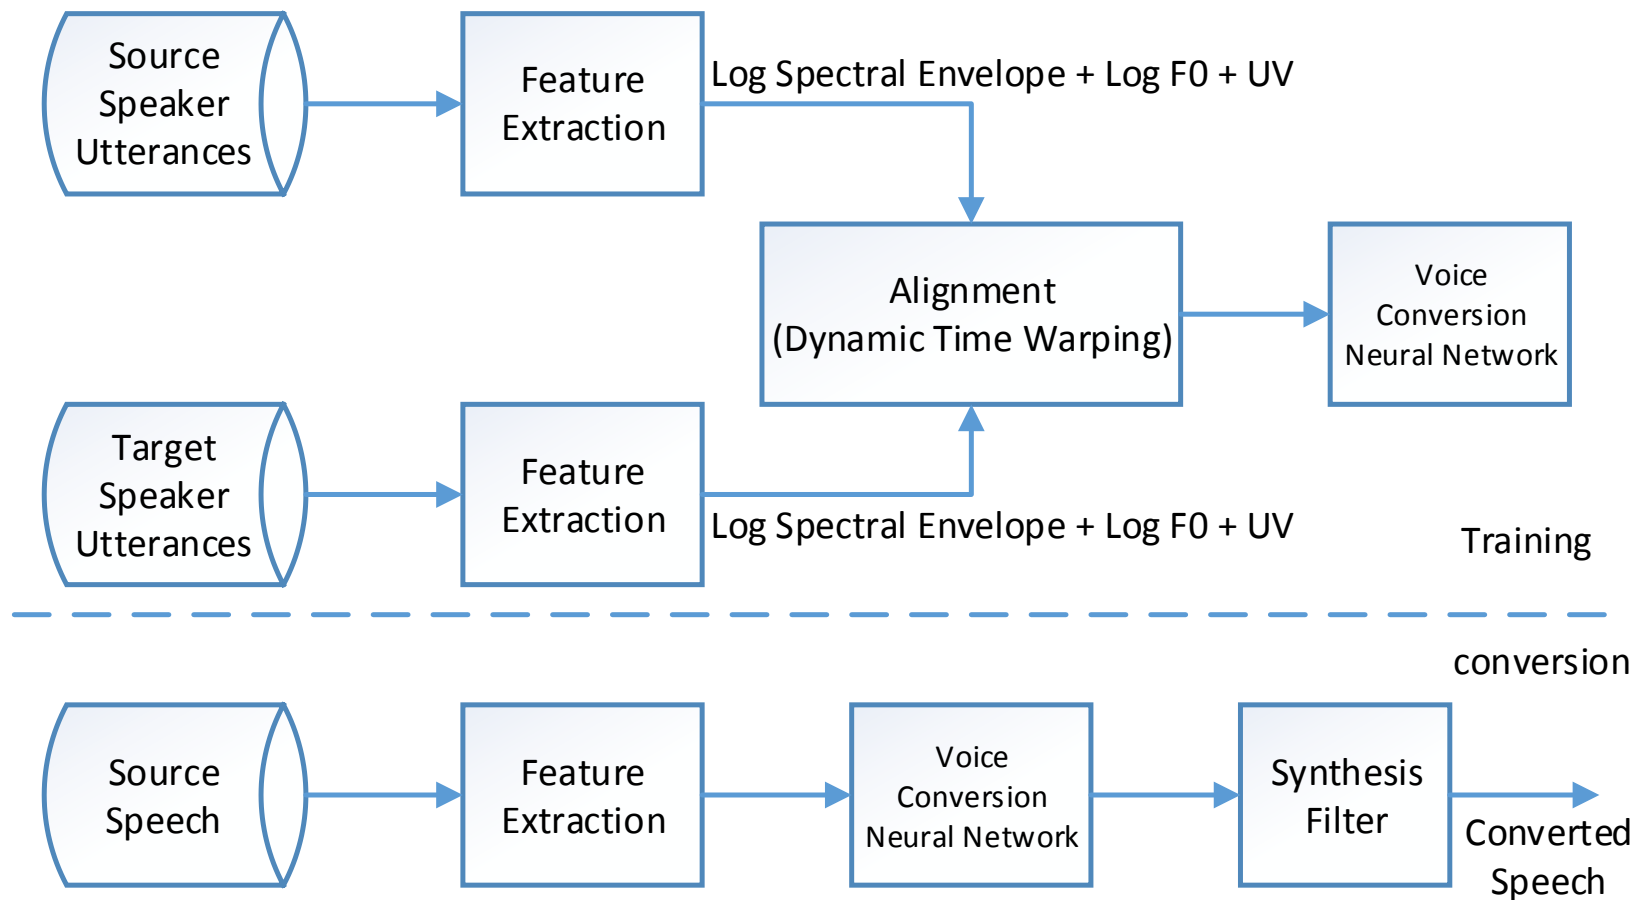 Source
Speaker
Utterances
Feature
Extraction
Log Spectral Envelope + Log F0 + UV
Alignment
(Dynamic Time Warping)
Voice
Conversion
Neural Network
Target
Speaker
Utterances
Feature
Extraction
Log Spectral Envelope + Log F0 + UV
Training
conversion
Source
Speech
Feature
Extraction
Voice
Conversion
Neural Network
Synthesis
Filter
Converted
Speech